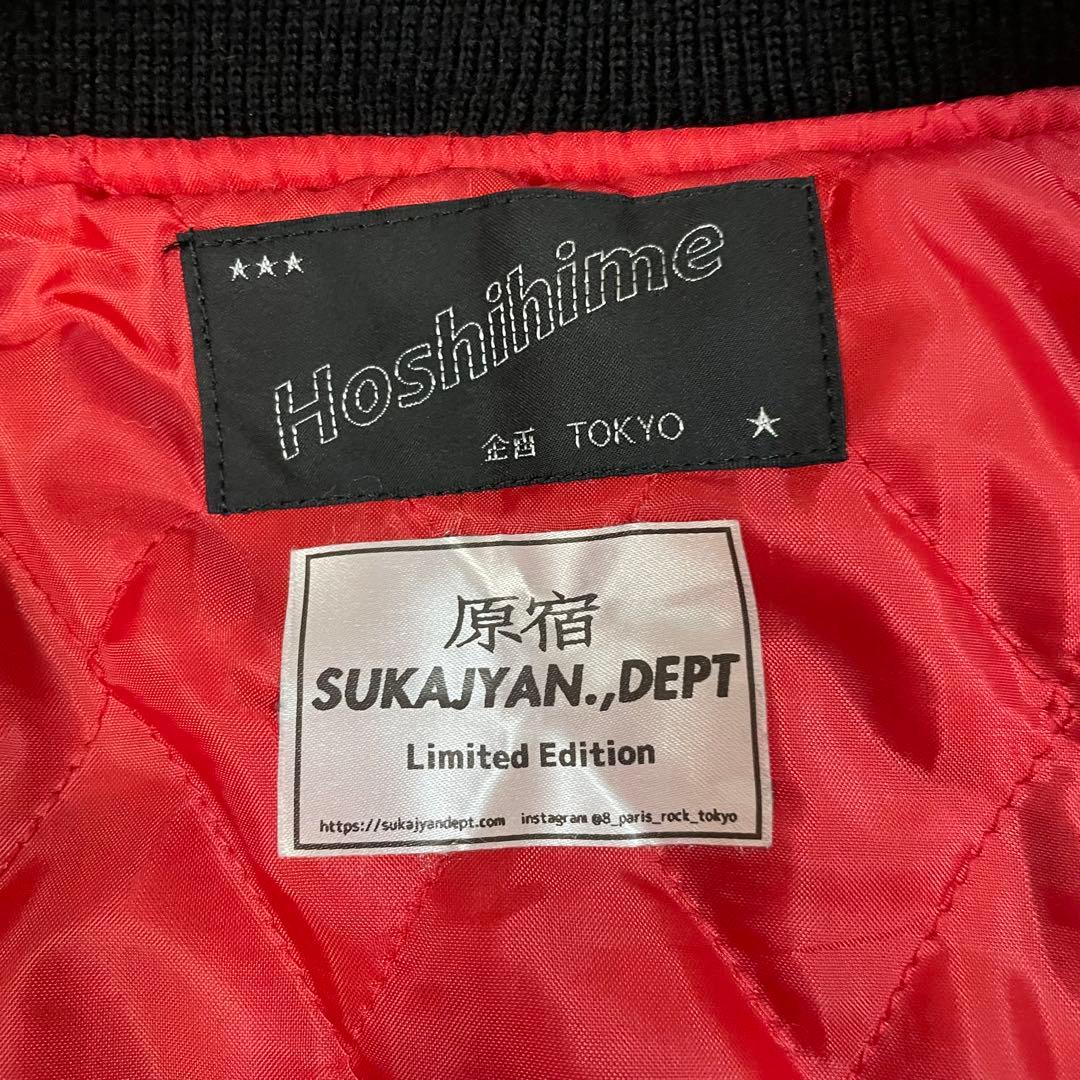 ★★★
Hoshihime
企画 TOKYO ★
原宿
SUKAJYAN.,DEPT
Limited Edition
https://sukajyandept.com instagram @8_paris_rock_tokyo